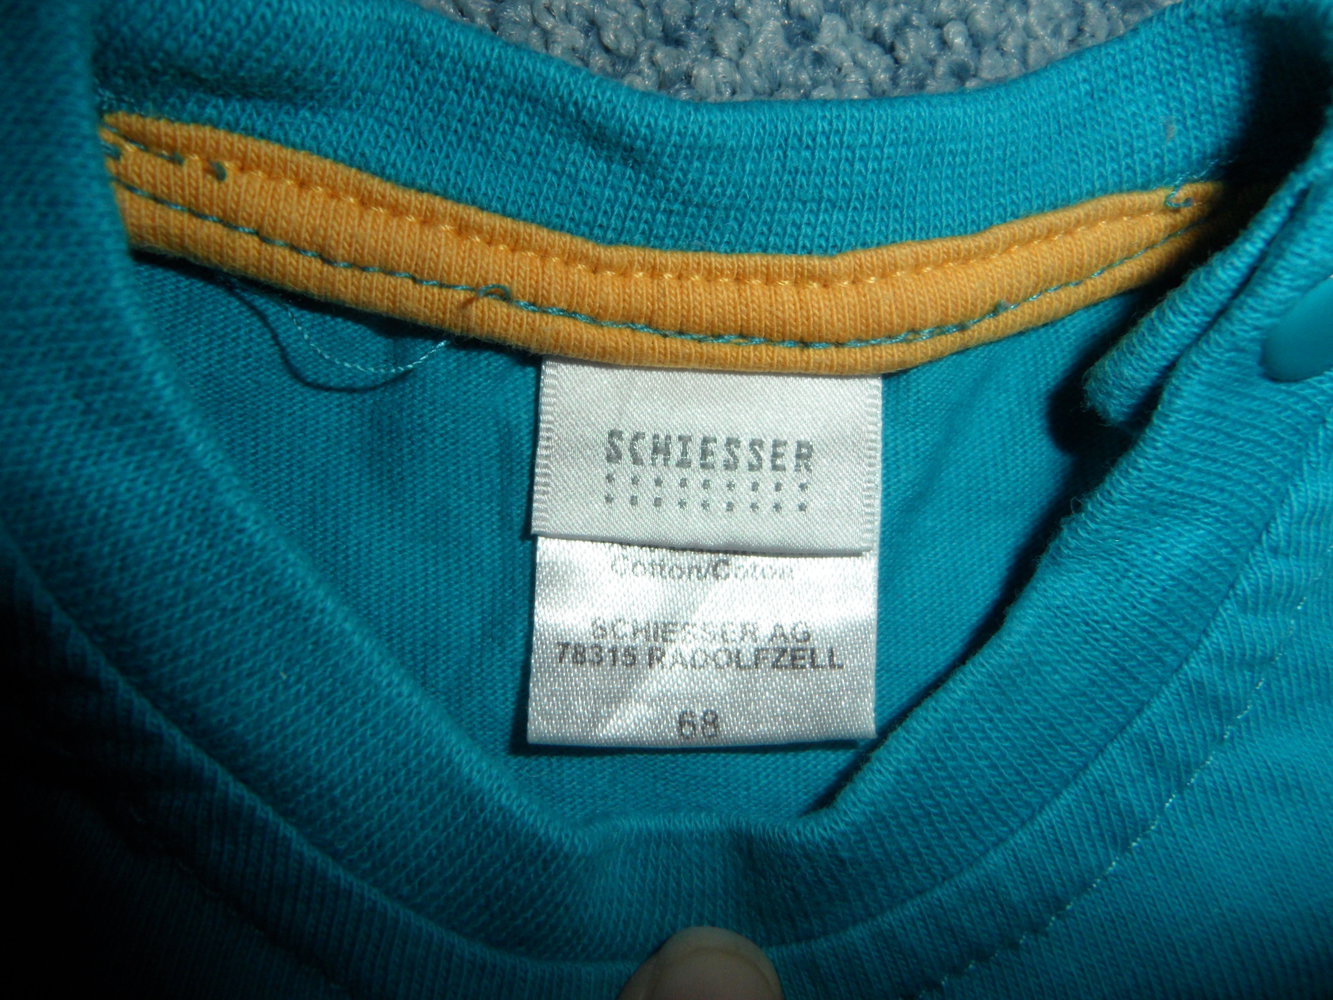 SCHIESSER
Cotton/Coton
SCHIESSER AG
78315 RADOLFZELL
68